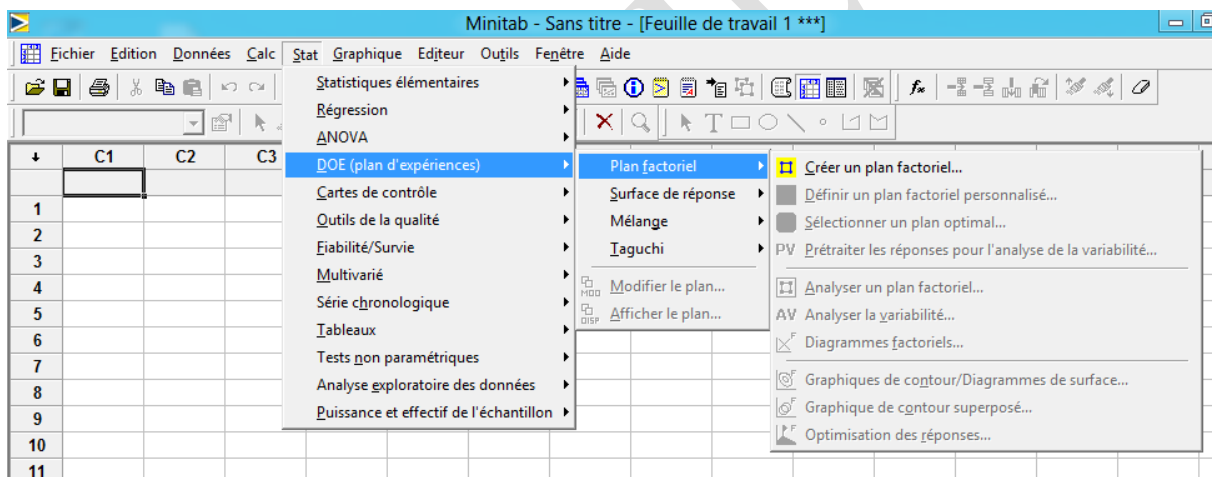 Minitab - Sans titre - [Feuille de travail 1 ***]
Fichier Edition Données Calc Stat Graphique Editeur Outils Fenêtre Aide
C1 C2 C3
1
2
3
4
5
6
7
8
9
10
11
Statistiques élémentaires
Régression
ANOVA
DOE (plan d'expériences)
Cartes de contrôle
Outils de la qualité
Fiabilité/Survie
Multivarié
Série chronologique
Tableaux
Tests non paramétriques
Analyse exploratoire des données
Puissance et effectif de l'échantillon
Plan factoriel
Surface de réponse
Mélange
Taguchi
MOD Modifier le plan...
DISP Afficher le plan...
Créer un plan factoriel...
Définir un plan factoriel personnalisé...
Sélectionner un plan optimal...
PV Prétraiter les réponses pour l'analyse de la variabilité...
Analyser un plan factoriel...
AV Analyser la variabilité...
Diagrammes factoriels...
Graphiques de contour/Diagrammes de surface...
Graphique de contour superposé...
Optimisation des réponses...